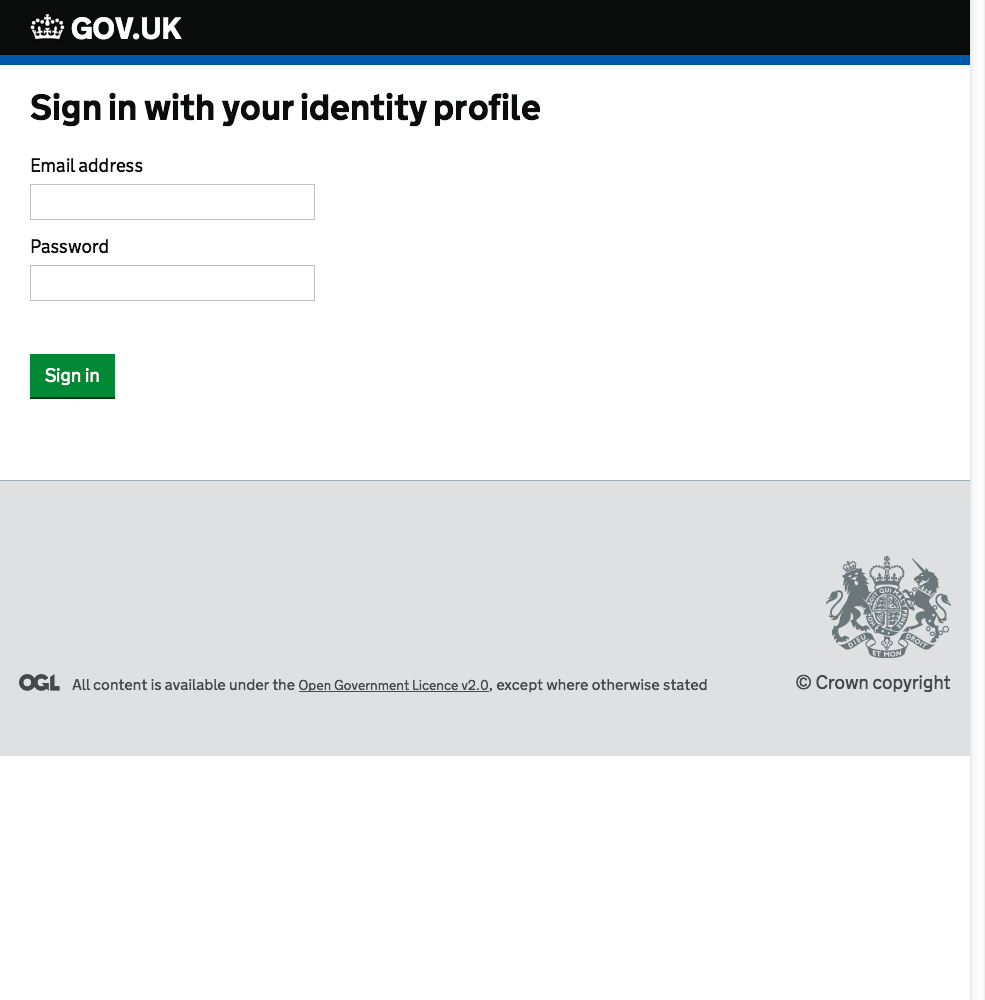 GOV.UK
Sign in with your identity profile
Email address
Password
Sign in
DIEU ET MON DROIT
OGL All content is available under the Open Government Licence v2.0, except where otherwise stated
© Crown copyright